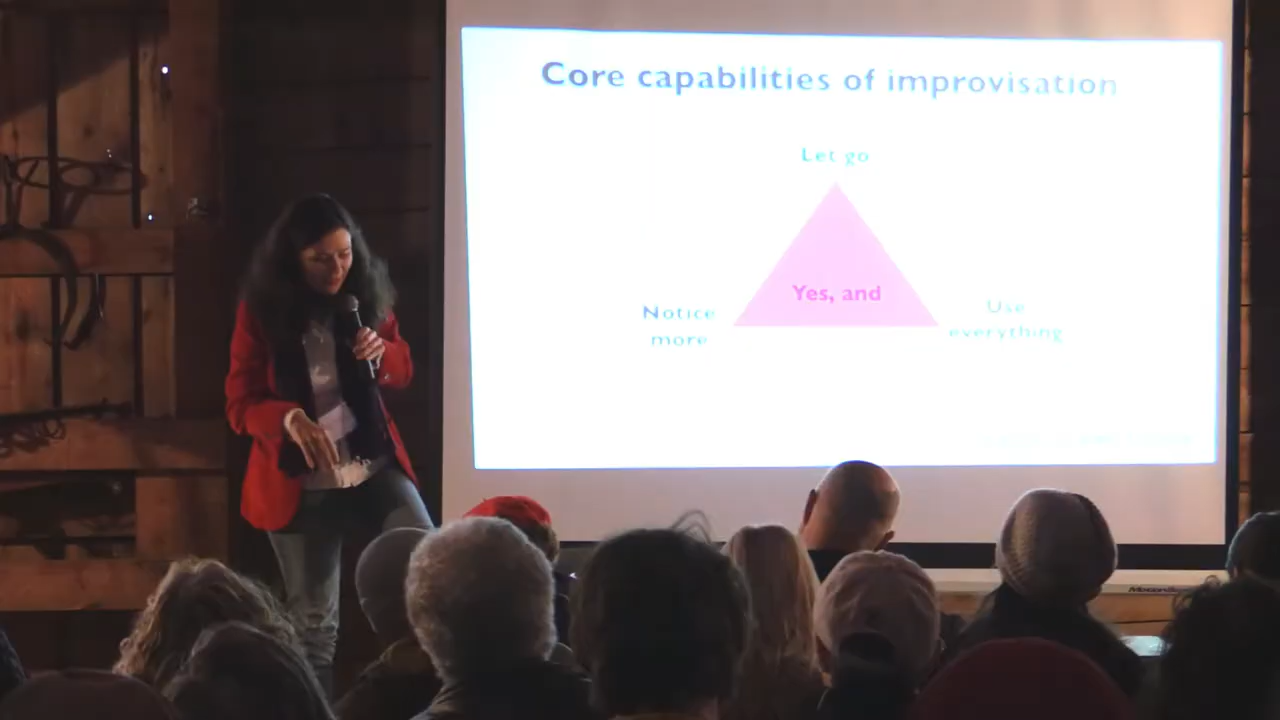 Core capabilities of improvisation
Let go
Yes, and
Notice
more
Use
everything